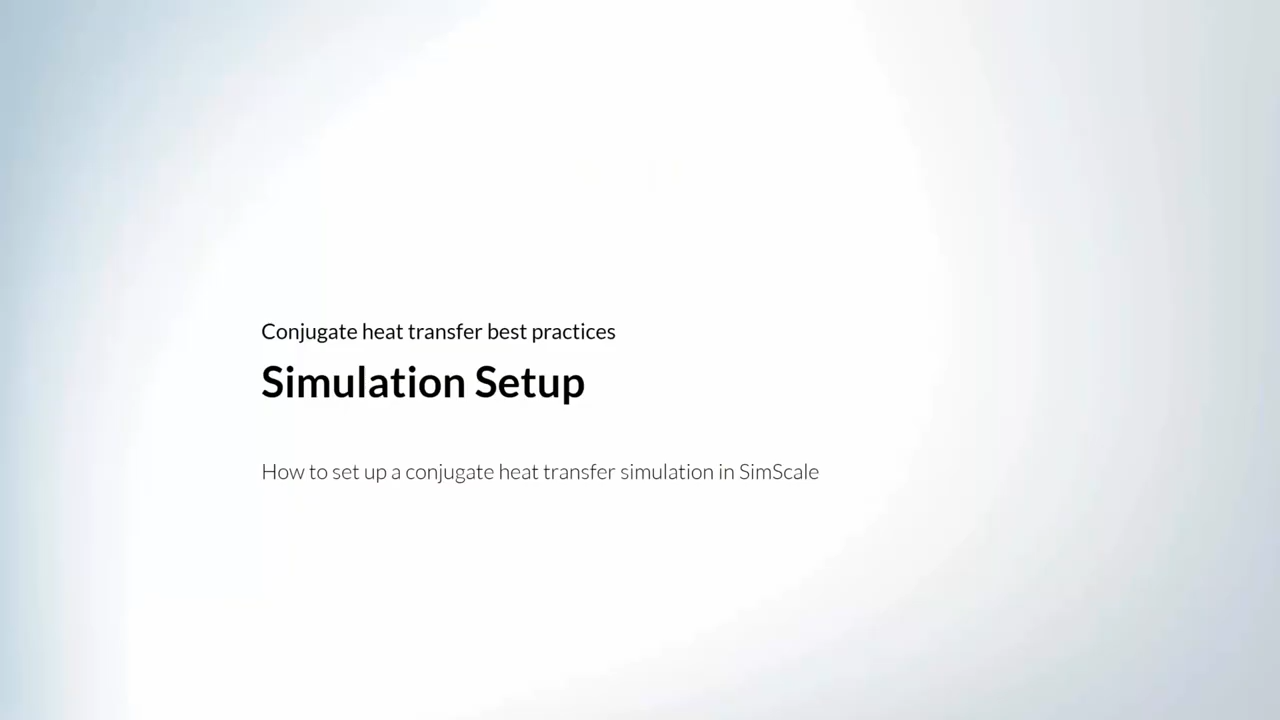 Conjugate heat transfer best practices
Simulation Setup
How to set up a conjugate heat transfer simulation in SimScale